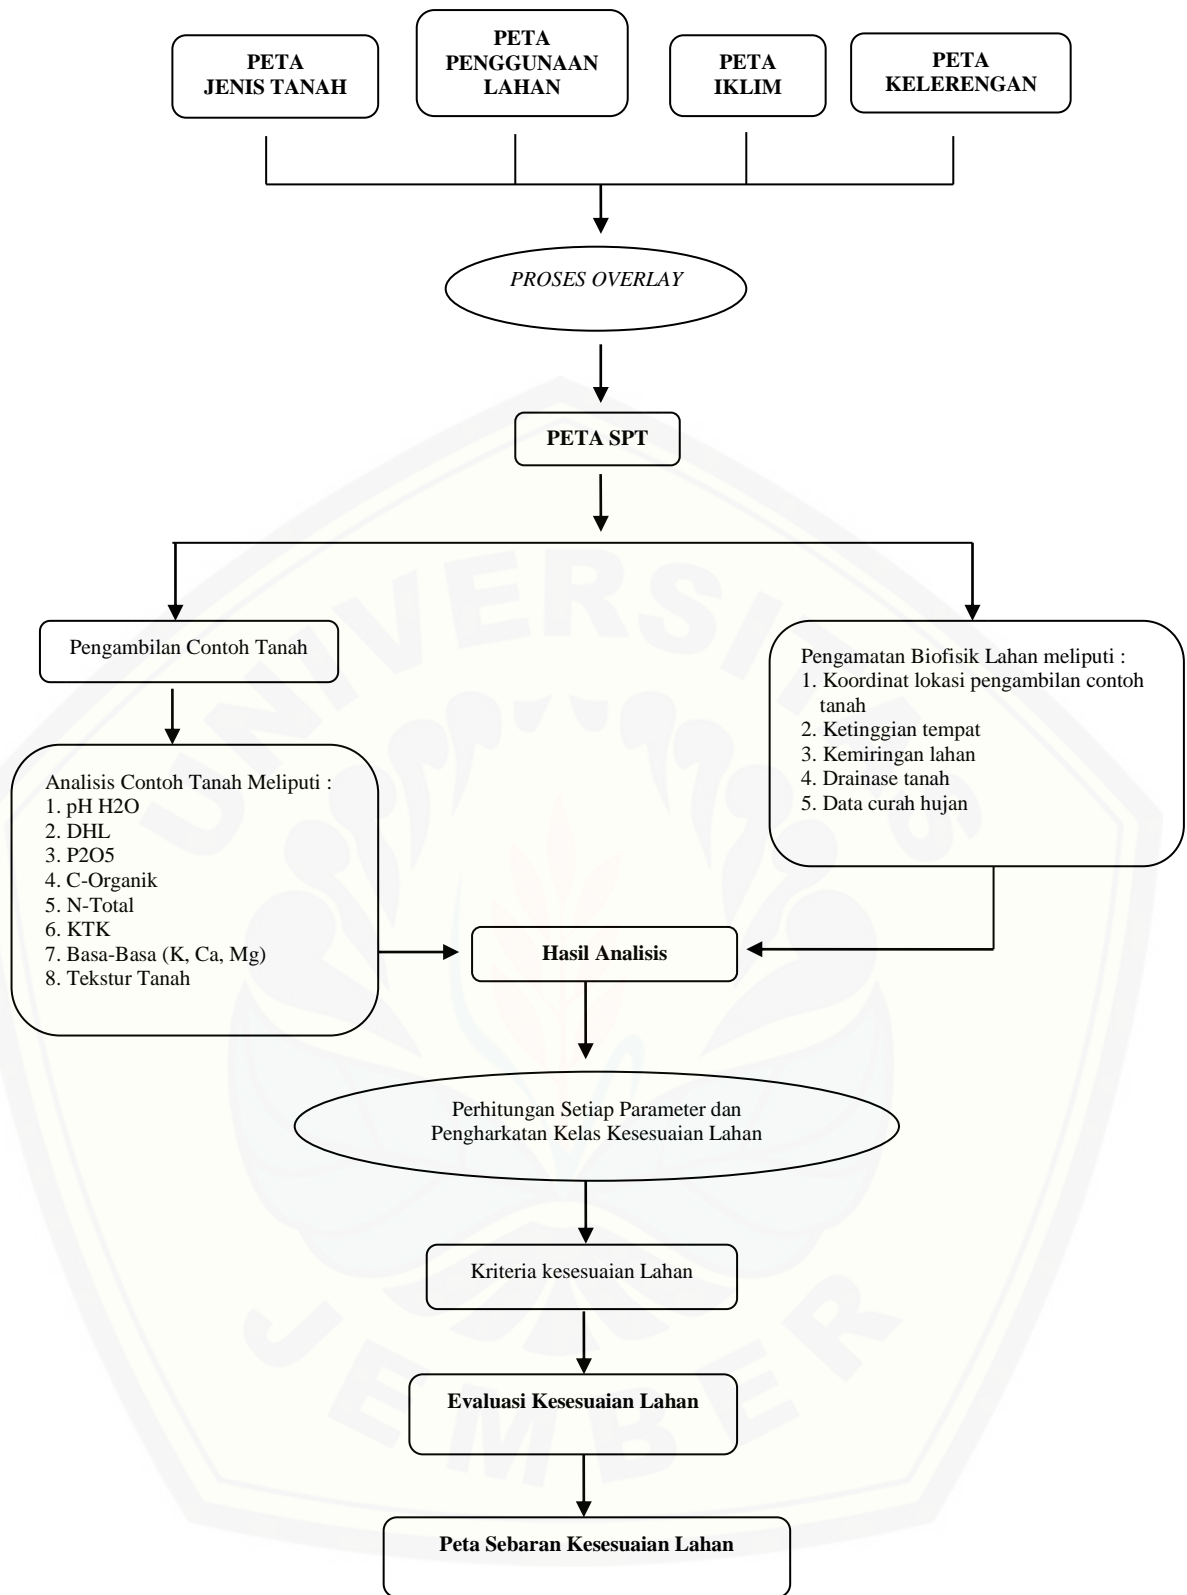 PETA
JENIS TANAH
PETA
PENGGUNAAN
LAHAN
PETA
IKLIM
PETA
KELERENGAN
PROSES OVERLAY
PETA SPT
Pengambilan Contoh Tanah
Pengamatan Biofisik Lahan meliputi :
1. Koordinat lokasi pengambilan contoh
tanah
2. Ketinggian tempat
3. Kemiringan lahan
4. Drainase tanah
5. Data curah hujan
Analisis Contoh Tanah Meliputi :
1. pH H2O
2. DHL
3. P2O5
4. C-Organik
5. N-Total
6. KTK
7. Basa-Basa (K, Ca, Mg)
8. Tekstur Tanah
Hasil Analisis
Perhitungan Setiap Parameter dan
Pengharkatan Kelas Kesesuaian Lahan
Kriteria kesesuaian Lahan
Evaluasi Kesesuaian Lahan
Peta Sebaran Kesesuaian Lahan
UNIVERSITAS
JEMBER